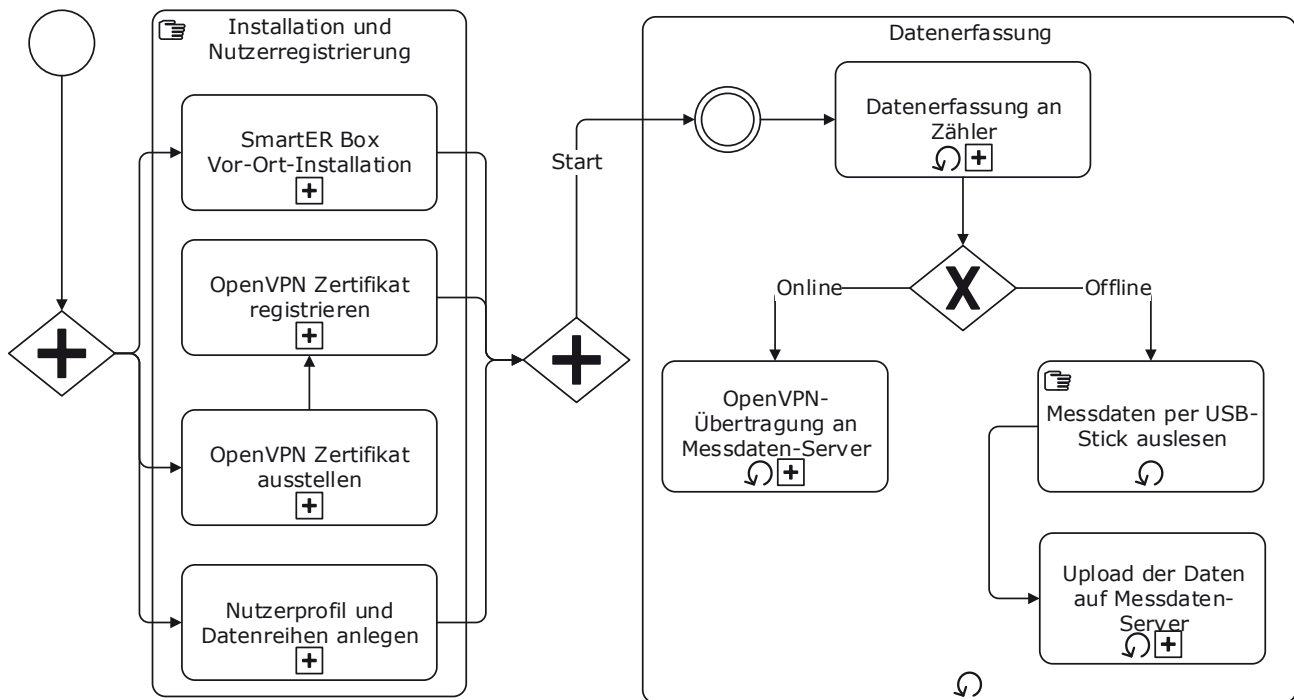 Installation und
Nutzerregistrierung
SmartER Box
Vor-Ort-Installation
OpenVPN Zertifikat
registrieren
OpenVPN Zertifikat
ausstellen
Nutzerprofil und
Datenreihen anlegen
Start
Datenerfassung
Datenerfassung an
Zähler
Online
Offline
OpenVPN-
Übertragung an
Messdaten-Server
Messdaten per USB-
Stick auslesen
Upload der Daten
auf Messdaten-
Server